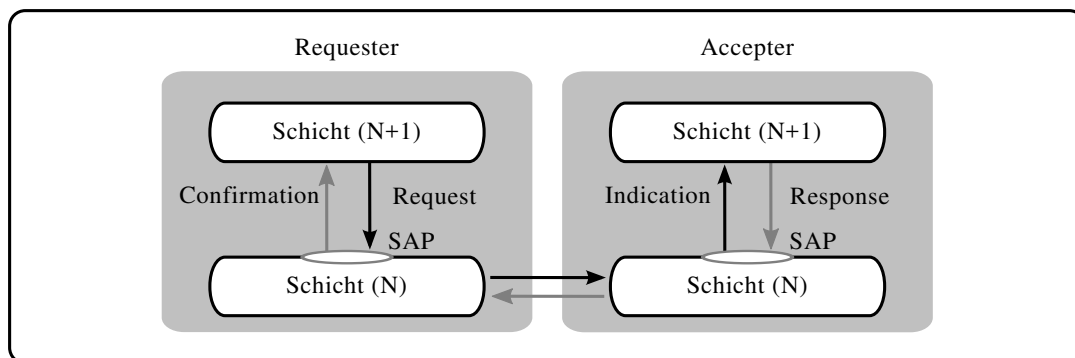 Requester
Accepter
Schicht (N+1)
Schicht (N+1)
Confirmation
Request
Indication
Response
SAP
SAP
Schicht (N)
Schicht (N)